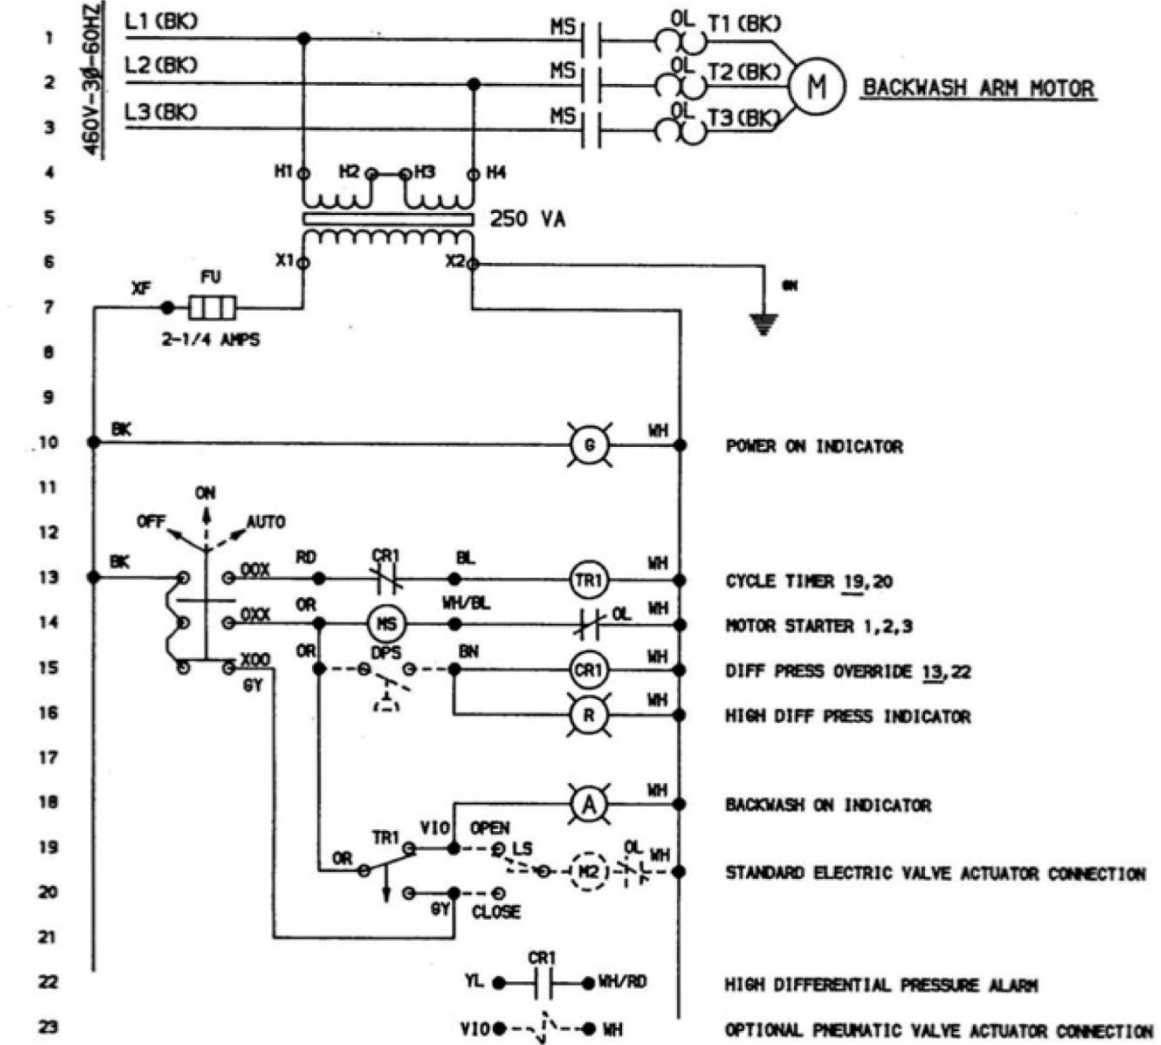 460V-3Ø-60HZ
1 L1(BK) MS OL T1(BK)
2 L2(BK) MS OL T2(BK) M BACKWASH ARM MOTOR
3 L3(BK) MS OL T3(BK)
4 H1 H2 H3 H4
5 250 VA
6 X1 X2
XF FU
7
2-1/4 AMPS
8
9
10 BK G WH POWER ON INDICATOR
11
ON
12 OFF AUTO
13 BK OOX RD CR1 BL TR1 WH CYCLE TIMER 19,20
14 OXX OR MS WH/BL OL WH MOTOR STARTER 1,2,3
15 XOO OR DPS BN CR1 WH DIFF PRESS OVERRIDE 13,22
GY
16 R WH HIGH DIFF PRESS INDICATOR
17
18 A WH BACKWASH ON INDICATOR
19 TR1 VIO OPEN LS
OR M2 OL WH STANDARD ELECTRIC VALVE ACTUATOR CONNECTION
20 GY CLOSE
21
CR1
22 YL WH/RD HIGH DIFFERENTIAL PRESSURE ALARM
23 VIO WH OPTIONAL PNEUMATIC VALVE ACTUATOR CONNECTION